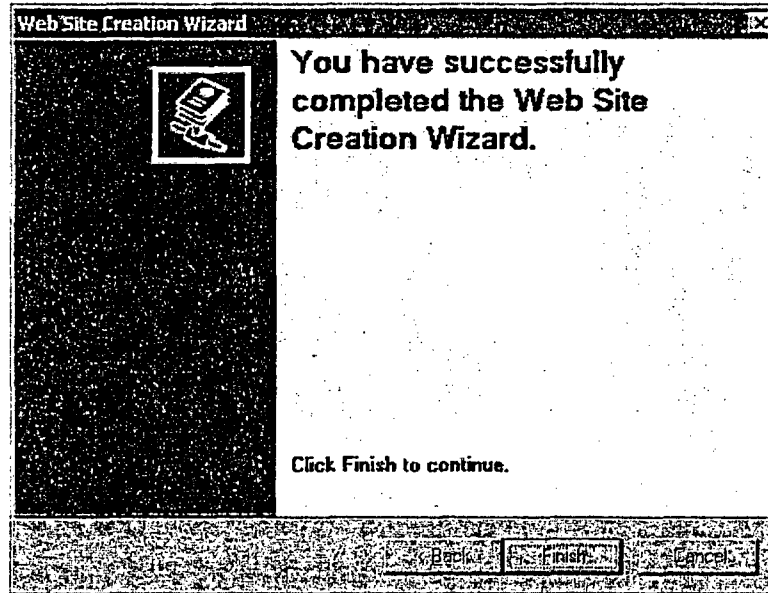 Web Site Creation Wizard
You have successfully
completed the Web Site
Creation Wizard.
Click Finish to continue.
Back Finish Cancel